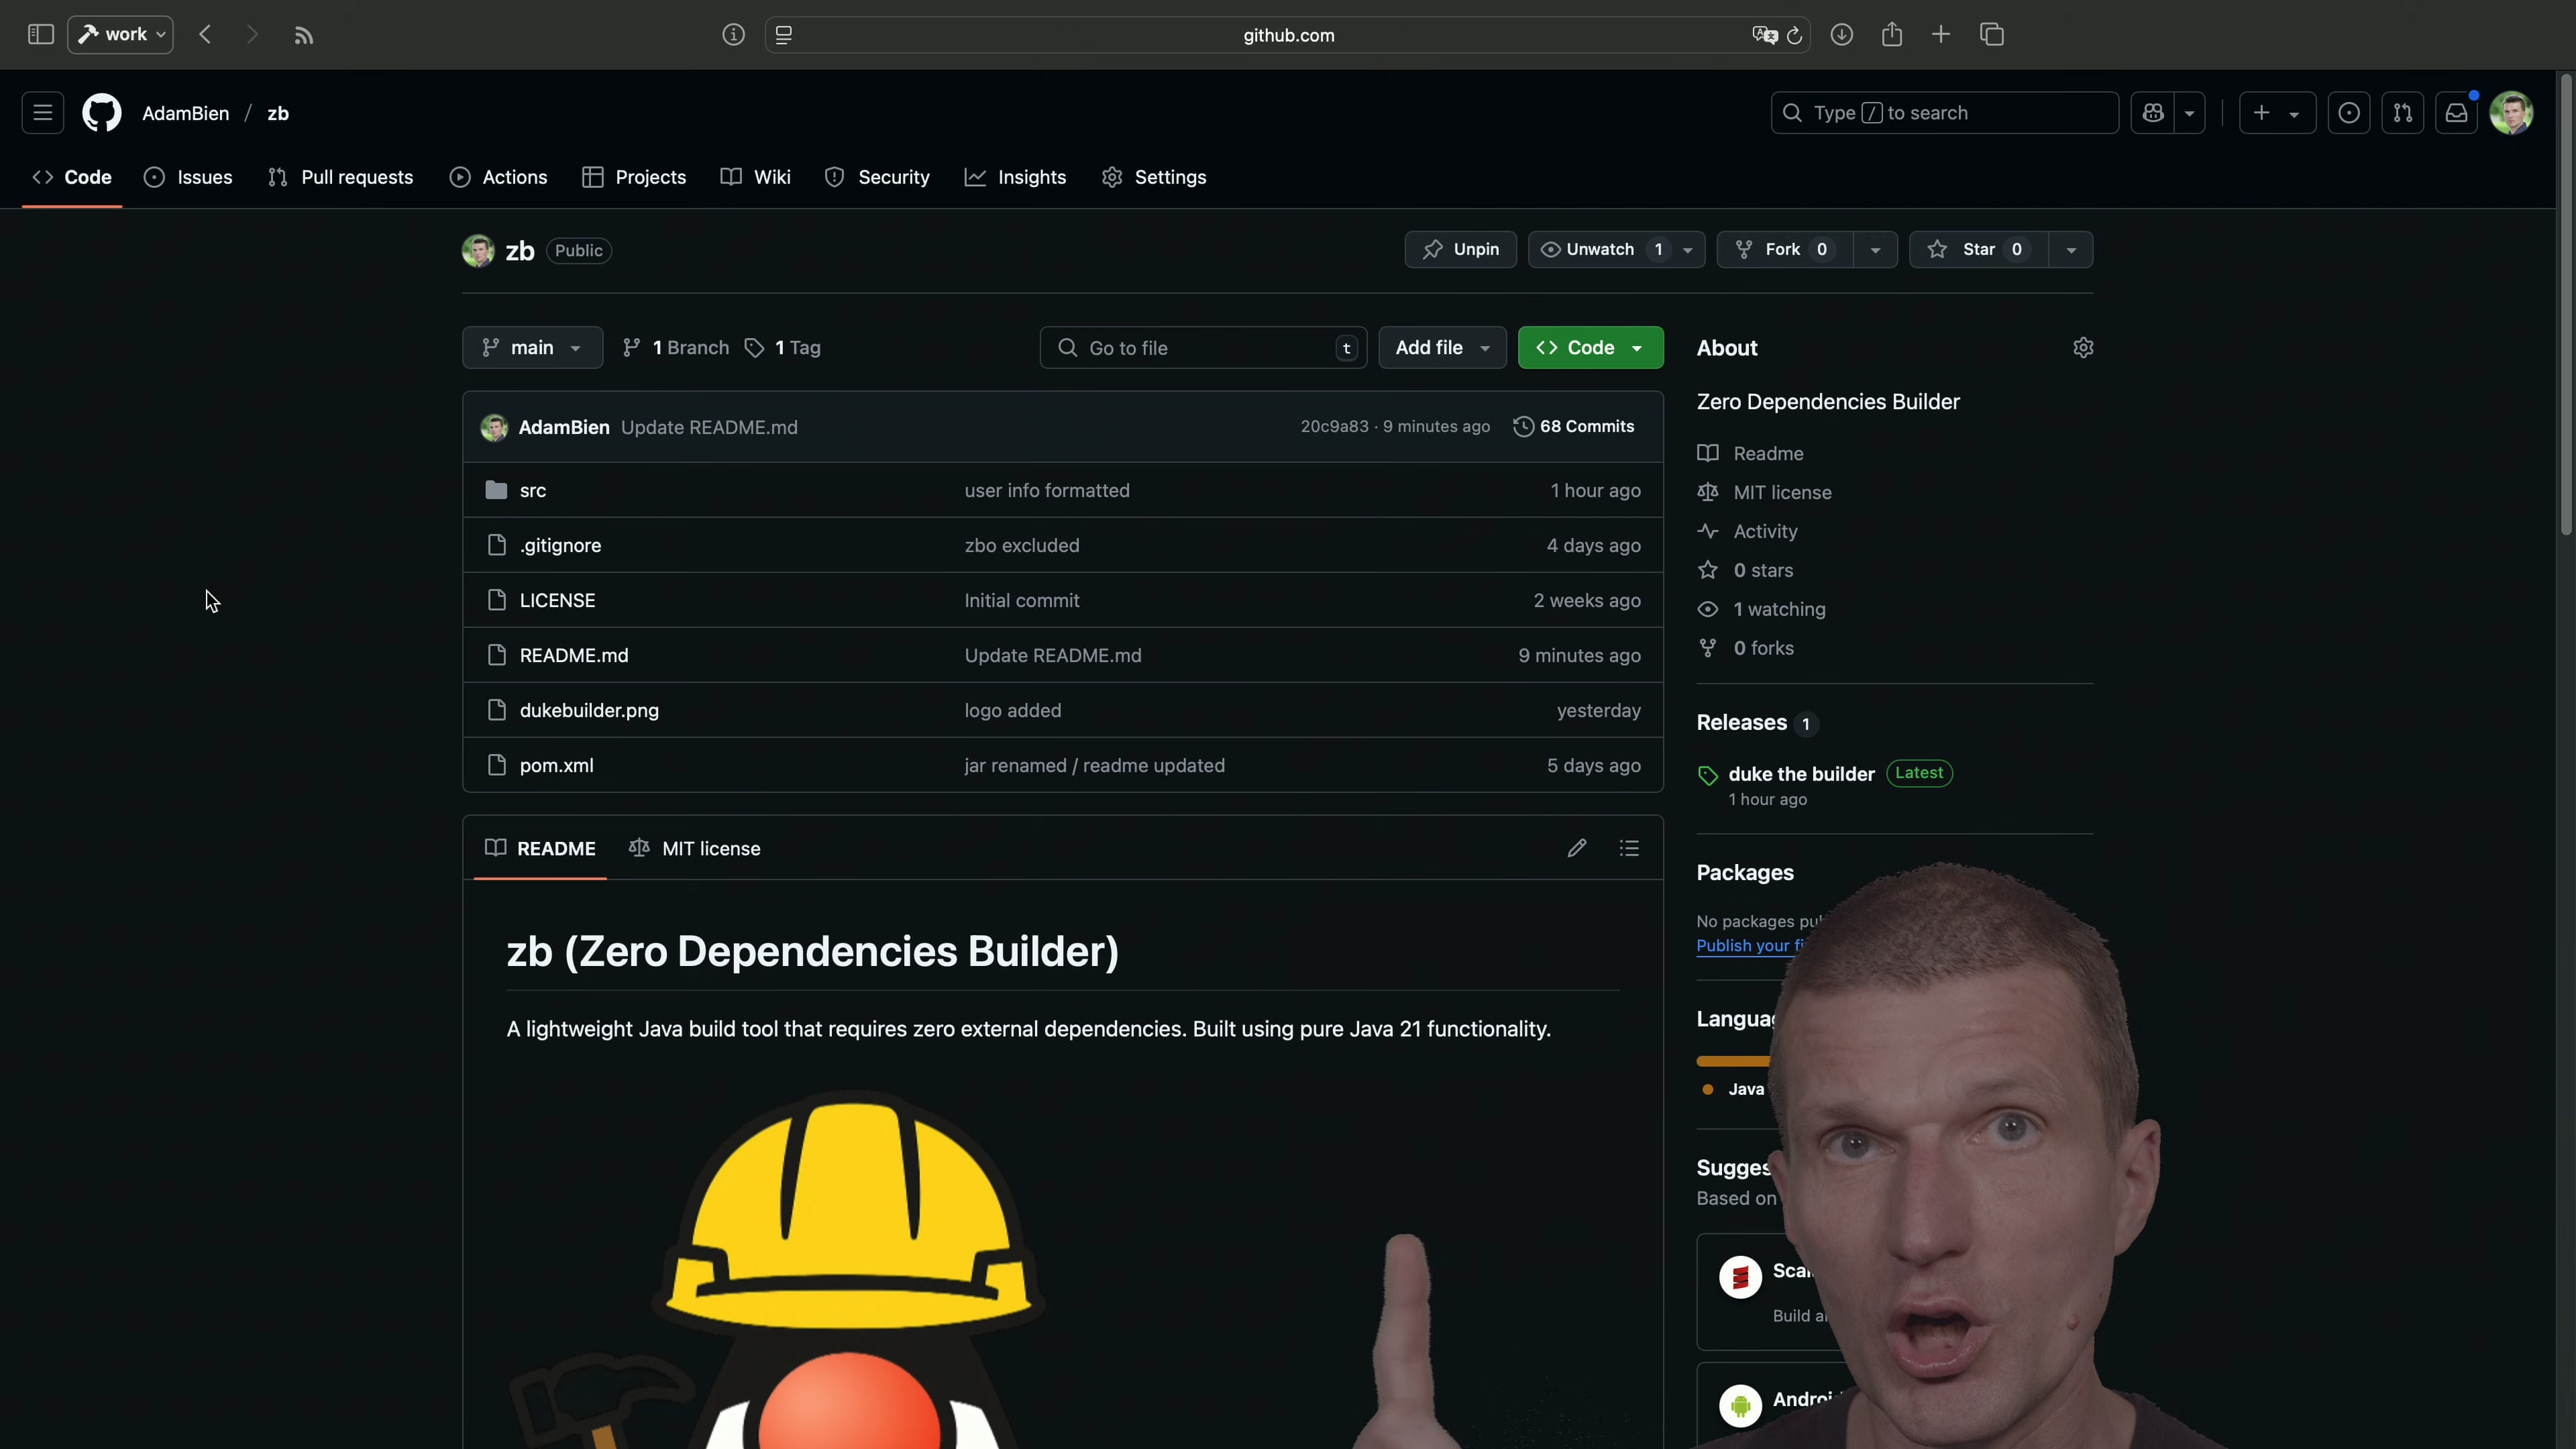 work
github.com
AdamBien / zb
Type / to search
Code
Issues
Pull requests
Actions
Projects
Wiki
Security
Insights
Settings
zb Public
Unpin
Unwatch 1
Fork 0
Star 0
main
1 Branch
1 Tag
Go to file t
Add file
Code
AdamBien Update README.md 20c9a83 · 9 minutes ago 68 Commits
src user info formatted 1 hour ago
.gitignore zbo excluded 4 days ago
LICENSE Initial commit 2 weeks ago
README.md Update README.md 9 minutes ago
dukebuilder.png logo added yesterday
pom.xml jar renamed / readme updated 5 days ago
README
MIT license
zb (Zero Dependencies Builder)
A lightweight Java build tool that requires zero external dependencies. Built using pure Java 21 functionality.
About
Zero Dependencies Builder
Readme
MIT license
Activity
0 stars
1 watching
0 forks
Releases 1
duke the builder Latest
1 hour ago
Packages
No packages
Publish your
Java
Based on
Build